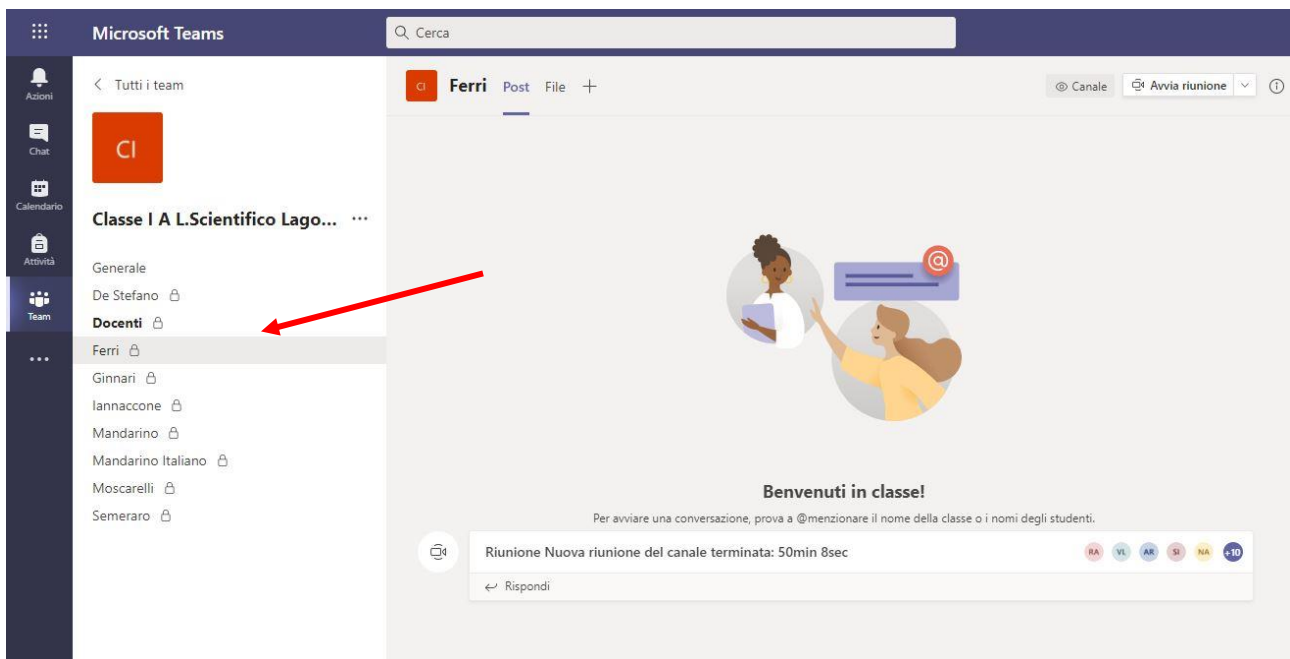 Microsoft Teams
Cerca
Azioni
Chat
Calendario
Attività
Team
Tutti i team
CI
Classe I A L.Scientifico Lago...
Generale
De Stefano
Docenti
Ferri
Ginnari
Iannaccone
Mandarino
Mandarino Italiano
Moscarelli
Semeraro
CI Ferri Post File
Canale Avvia riunione
@
Benvenuti in classe!
Per avviare una conversazione, prova a @menzionare il nome della classe o i nomi degli studenti.
Riunione Nuova riunione del canale terminata: 50min 8sec RA VL AR SI NA +10
Rispondi